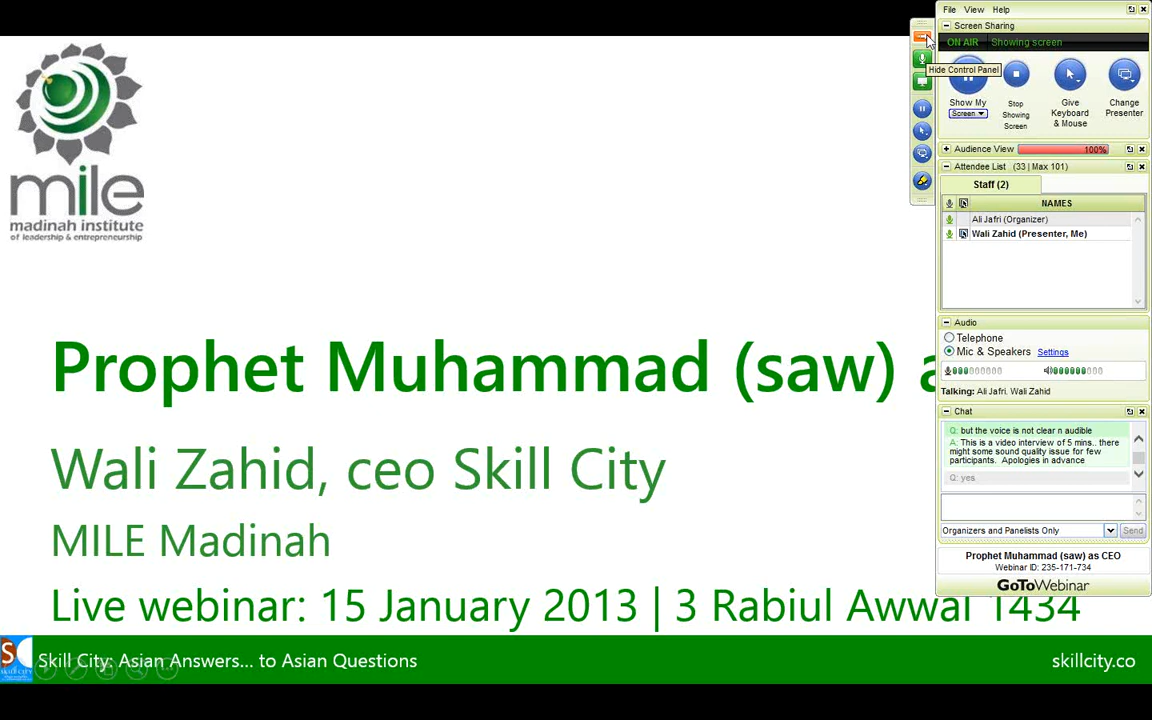 mile
madinah institute
of leadership & entrepreneurship
Prophet Muhammad (saw) a
Wali Zahid, ceo Skill City
MILE Madinah
Live webinar: 15 January 2013 | 3 Rabiul Awwal 1434
SC
Skill City: Asian Answers... to Asian Questions
skillcity.co
File View Help
Screen Sharing
ON AIR Showing screen
Hide Control Panel
Show My
Screen
Stop
Showing
Screen
Give
Keyboard
& Mouse
Change
Presenter
Audience View 100%
Attendee List (33 | Max 101)
Staff (2)
NAMES
Ali Jafri (Organizer)
Wali Zahid (Presenter, Me)
Audio
Telephone
Mic & Speakers Settings
Talking: Ali Jafri, Wali Zahid
Chat
Q: but the voice is not clear n audible
A: This is a video interview of 5 mins.. there
might some sound quality issue for few
participants. Apologies in advance
Q: yes
Organizers and Panelists Only Send
Prophet Muhammad (saw) as CEO
Webinar ID: 235-171-734
GoToWebinar